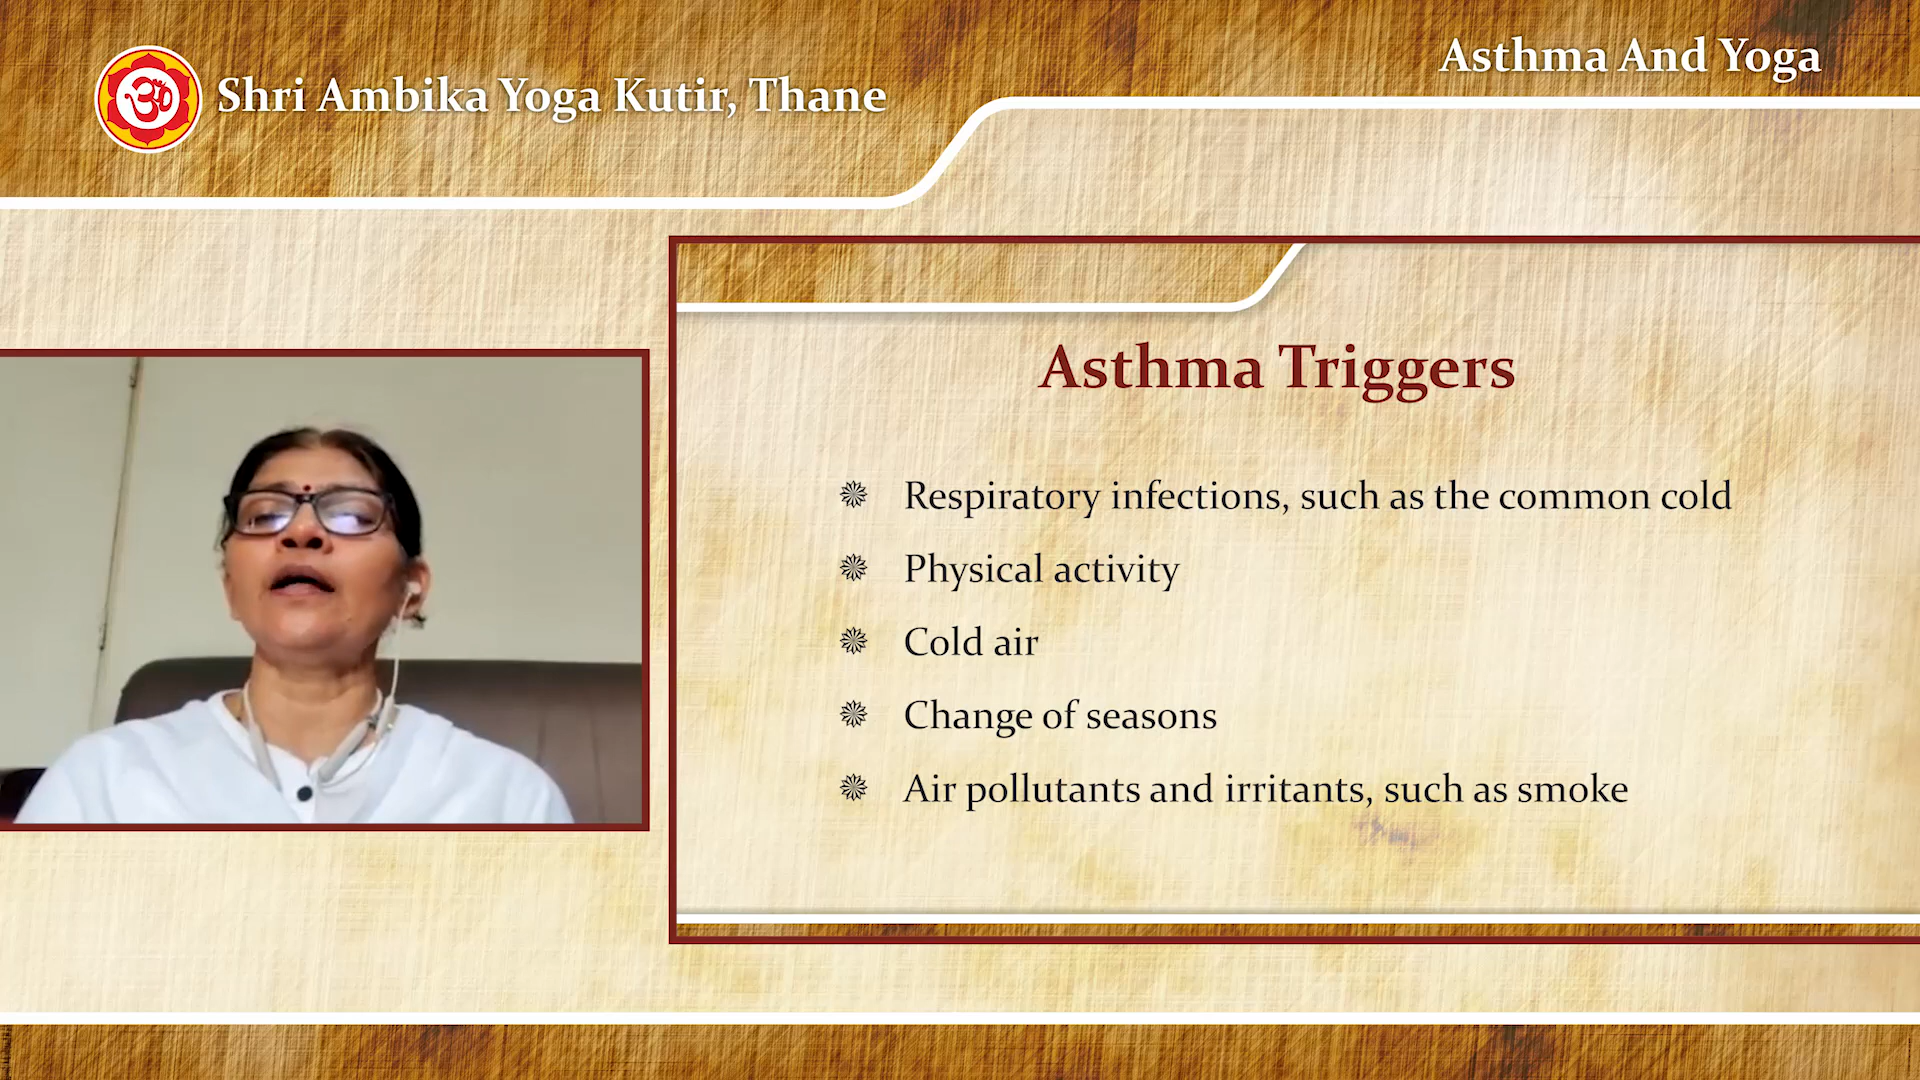 Shri Ambika Yoga Kutir, Thane
Asthma And Yoga
Asthma Triggers
Respiratory infections, such as the common cold
Physical activity
Cold air
Change of seasons
Air pollutants and irritants, such as smoke